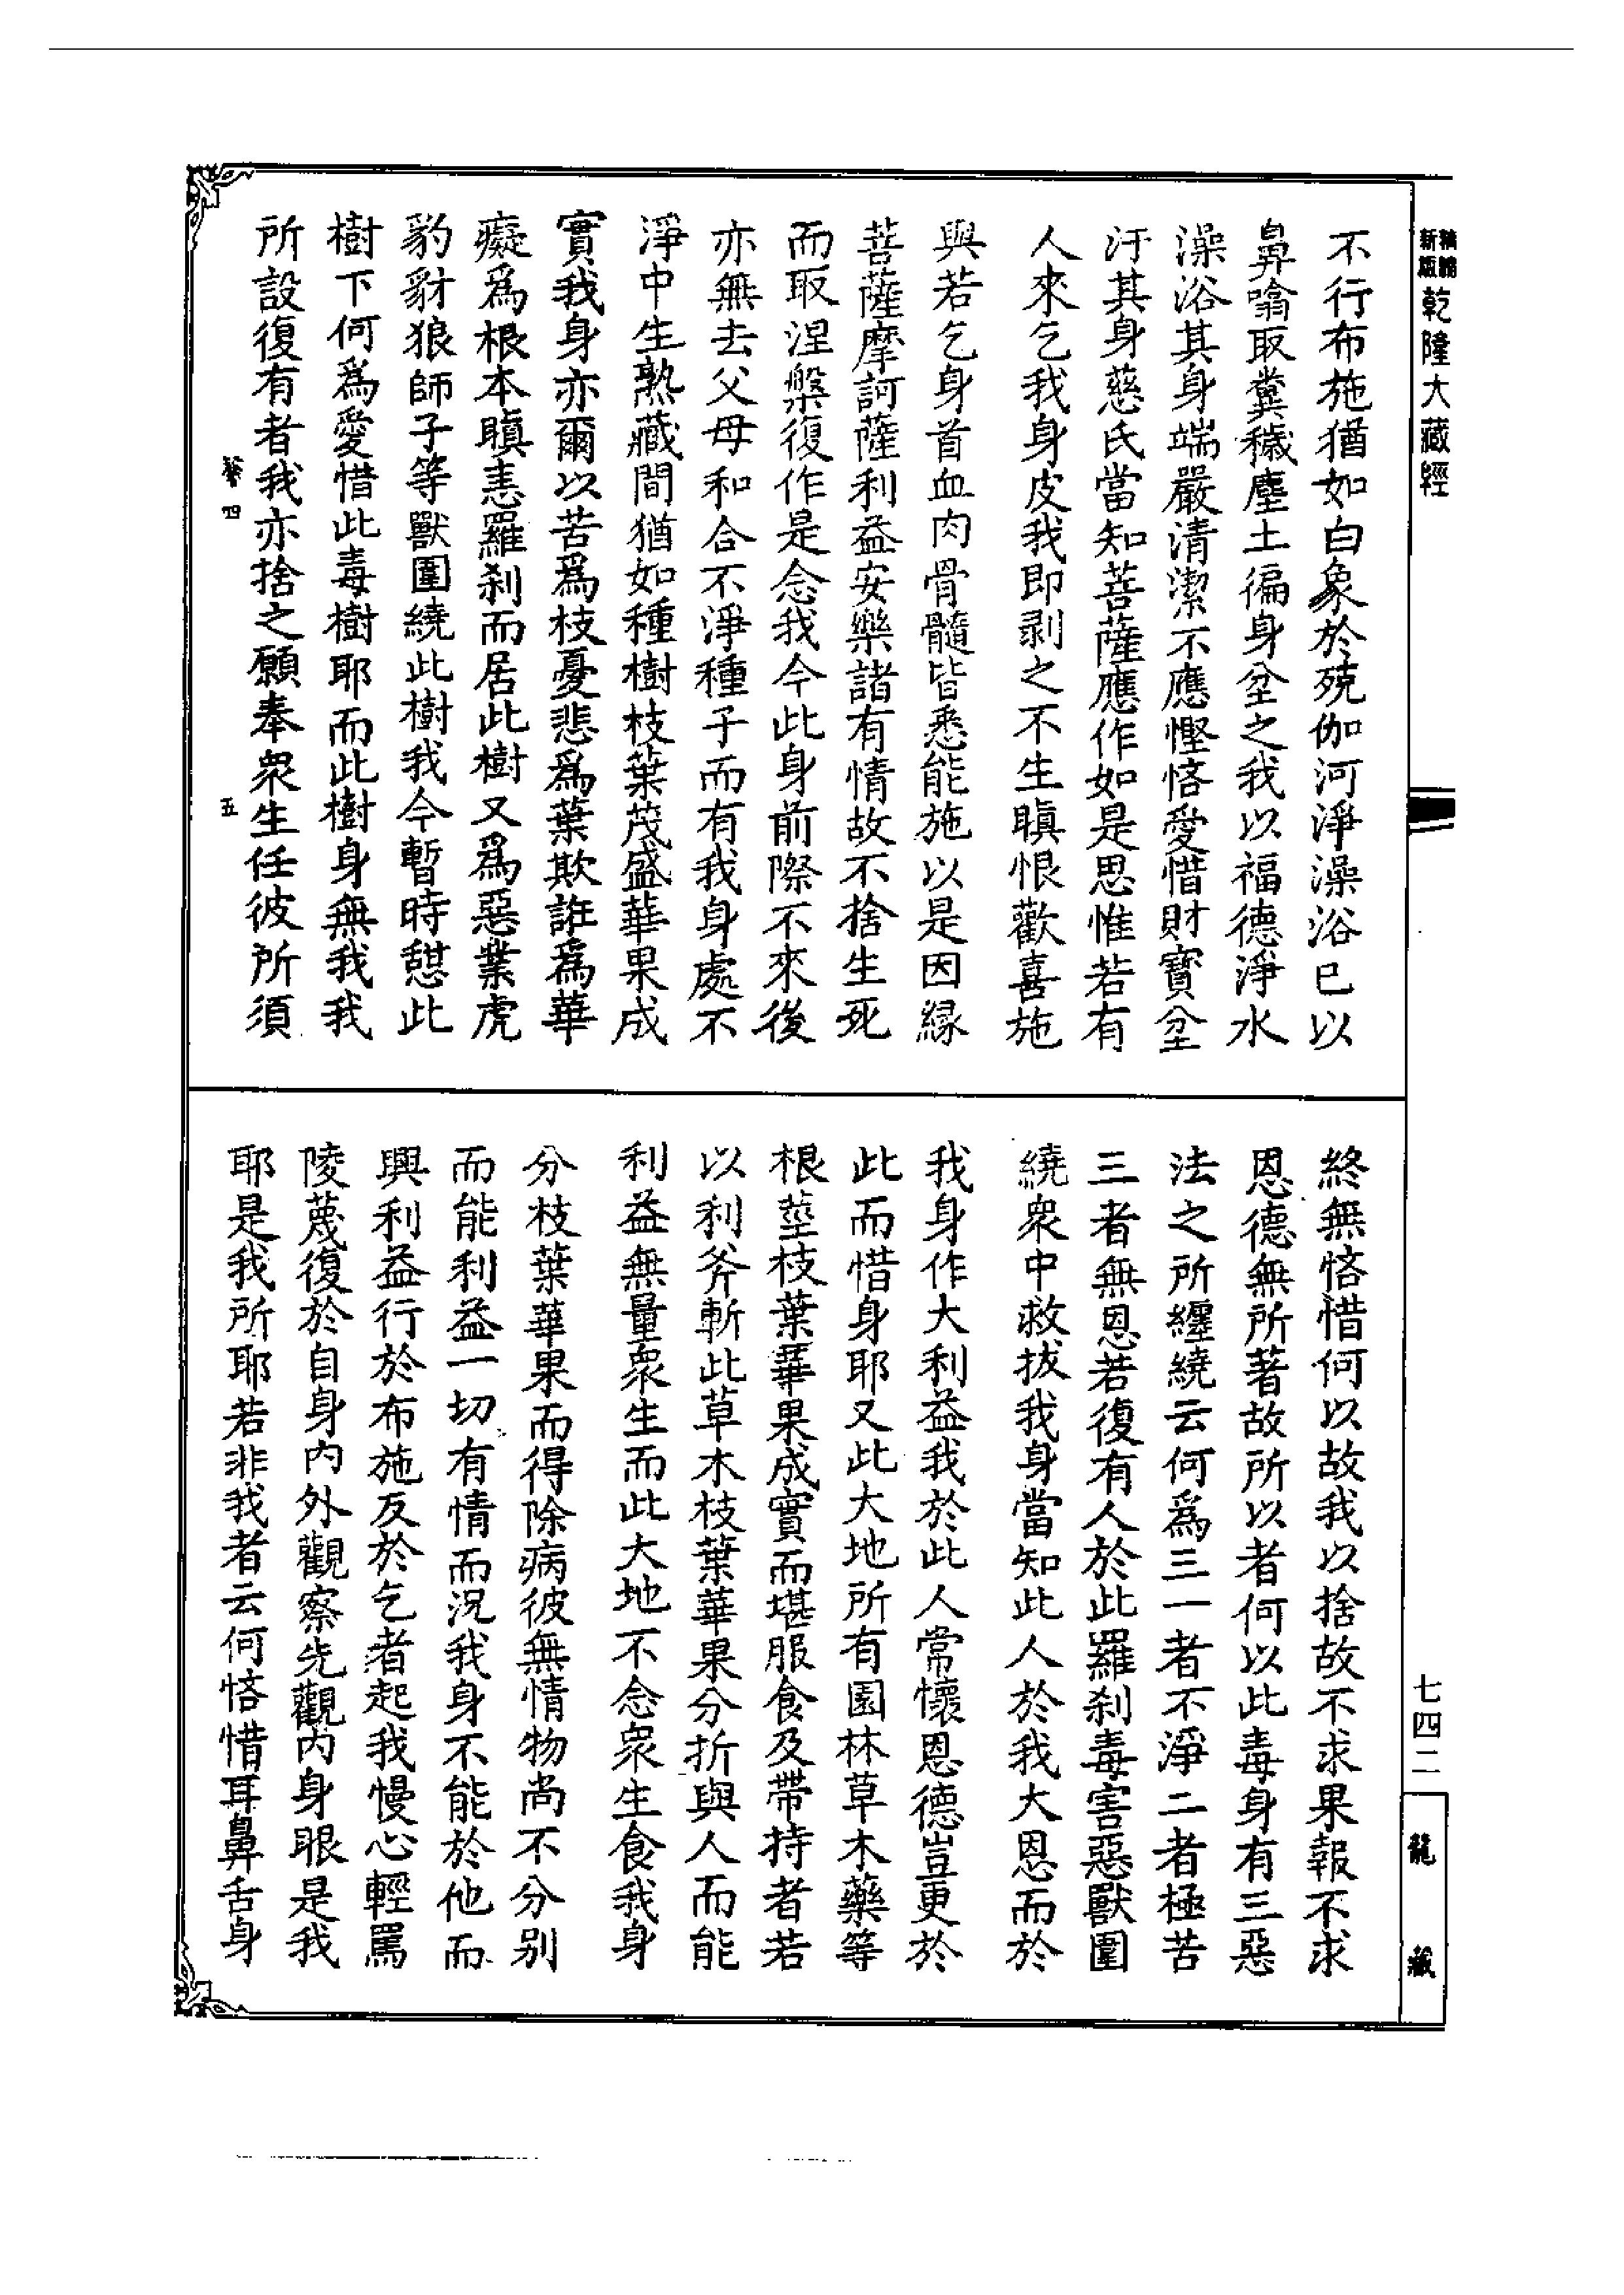 新版
精體
乾隆大藏經
不行布施猶如白象於殑伽河淨澡浴已以
鼻嗡取糞穢塵土徧身坌之我以福德淨水
澡浴其身端嚴清潔不應慳悋愛惜財寶坌
汙其身慈氏當知菩薩應作如是思惟若有
人來乞我身皮我即剥之不生瞋恨歡喜施
與若乞身首血肉骨髓皆悉能施以是因緣
菩薩摩訶薩利益安樂諸有情故不捨生死
而取涅槃復作是念我今此身前際不來後
亦無去父母和合不淨種子而有我身處不
淨中生熟藏間猶如種樹枝葉茂盛華果成
實我身亦爾以苦爲枝憂悲爲葉欺誑爲華
癡爲根本瞋恚羅刹而居此樹又爲惡業虎
豹豺狼師子等獸圍繞此樹我今暫時憇此
樹下何爲愛惜此毒樹耶而此樹身無我我
所設復有者我亦捨之願奉衆生任彼所須
四
五
終無悋惜何以故我以捨故不求果報不求
恩德無所著故所以者何以此毒身有三惡
法之所纏繞云何爲三一者不淨二者極苦
三者無恩若復有人於此羅刹毒害惡獸圍
繞衆中救拔我身當知此人於我大恩而於
我身作大利益我於此人常懷恩德豈更於
此而惜身耶又此大地所有園林草木藥等
根莖枝葉華果成實而堪服食及帶持者若
以利斧斬此草木枝葉華果分折與人而能
利益無量衆生而此大地不念衆生食我身
分枝葉華果而得除病彼無情物尚不分別
而能利益一切有情而況我身不能於他而
興利益行於布施反於乞者起我慢心輕罵
陵蔑復於自身内外觀察先觀内身眼是我
耶是我所耶若非我者云何悋惜耳鼻舌身
七四二
龍藏